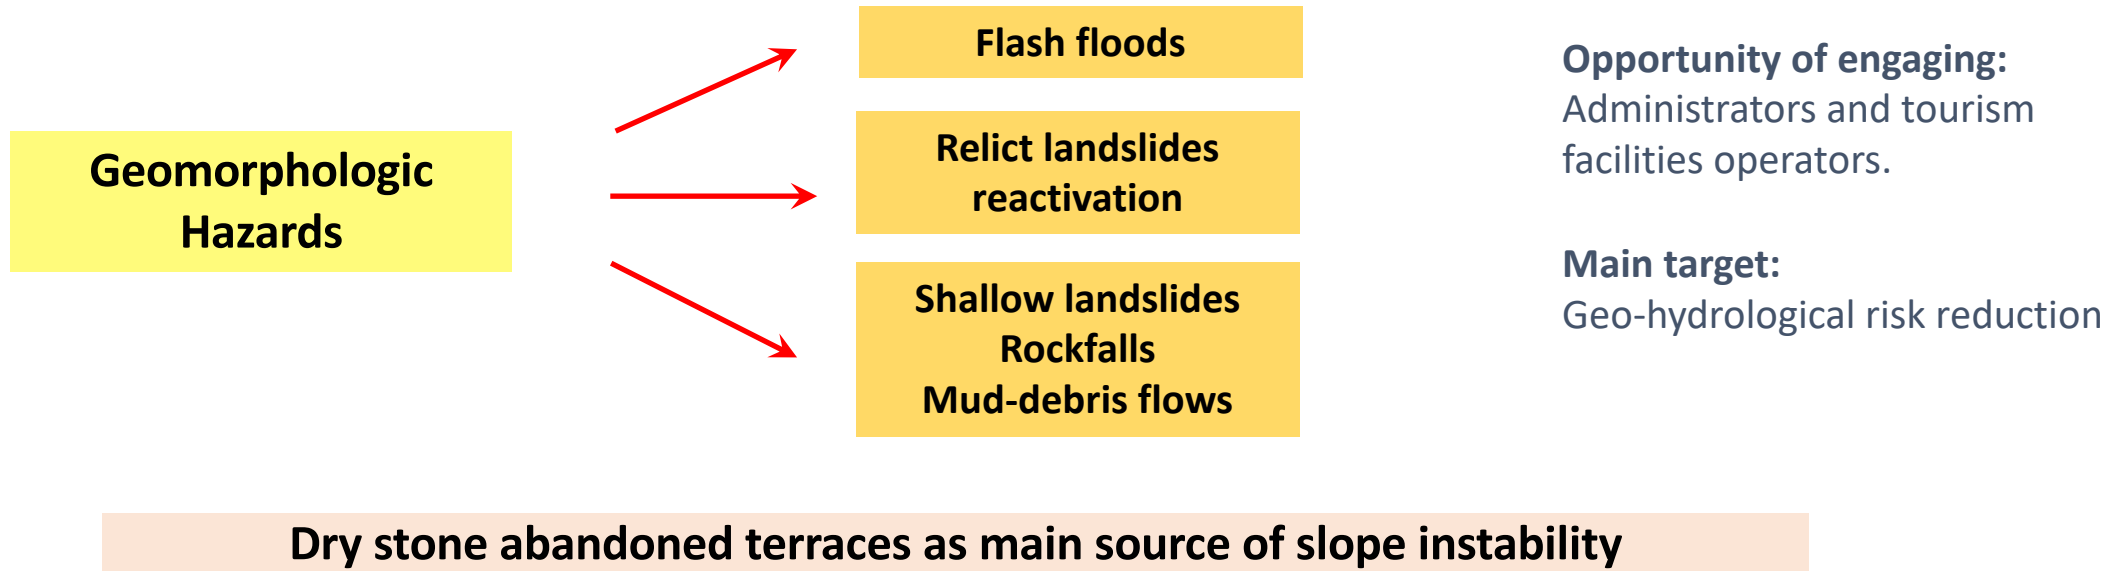 Geomorphologic
Hazards
Flash floods
Relict landslides
reactivation
Shallow landslides
Rockfalls
Mud-debris flows
Opportunity of engaging:
Administrators and tourism
facilities operators.
Main target:
Geo-hydrological risk reduction
Dry stone abandoned terraces as main source of slope instability